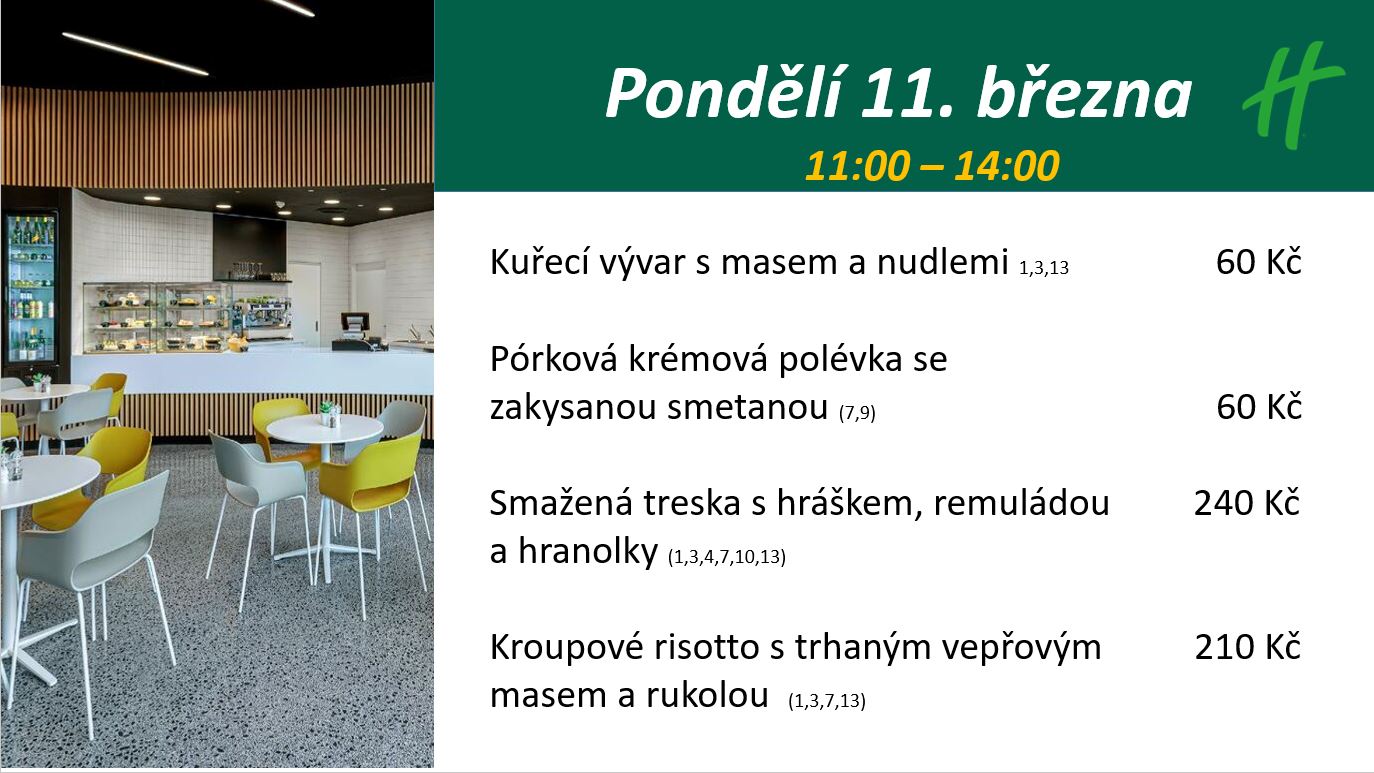 Pondělí 11. března
11:00 – 14:00
Kuřecí vývar s masem a nudlemi 1,3,13 60 Kč
Pórková krémová polévka se
zakysanou smetanou (7,9) 60 Kč
Smažená treska s hráškem, remuládou 240 Kč
a hranolky (1,3,4,7,10,13)
Kroupové risotto s trhaným vepřovým 210 Kč
masem a rukolou (1,3,7,13)